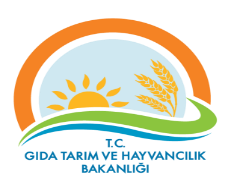 T.C.
GIDA TARIM VE HAYVANCILIK
BAKANLIĞI